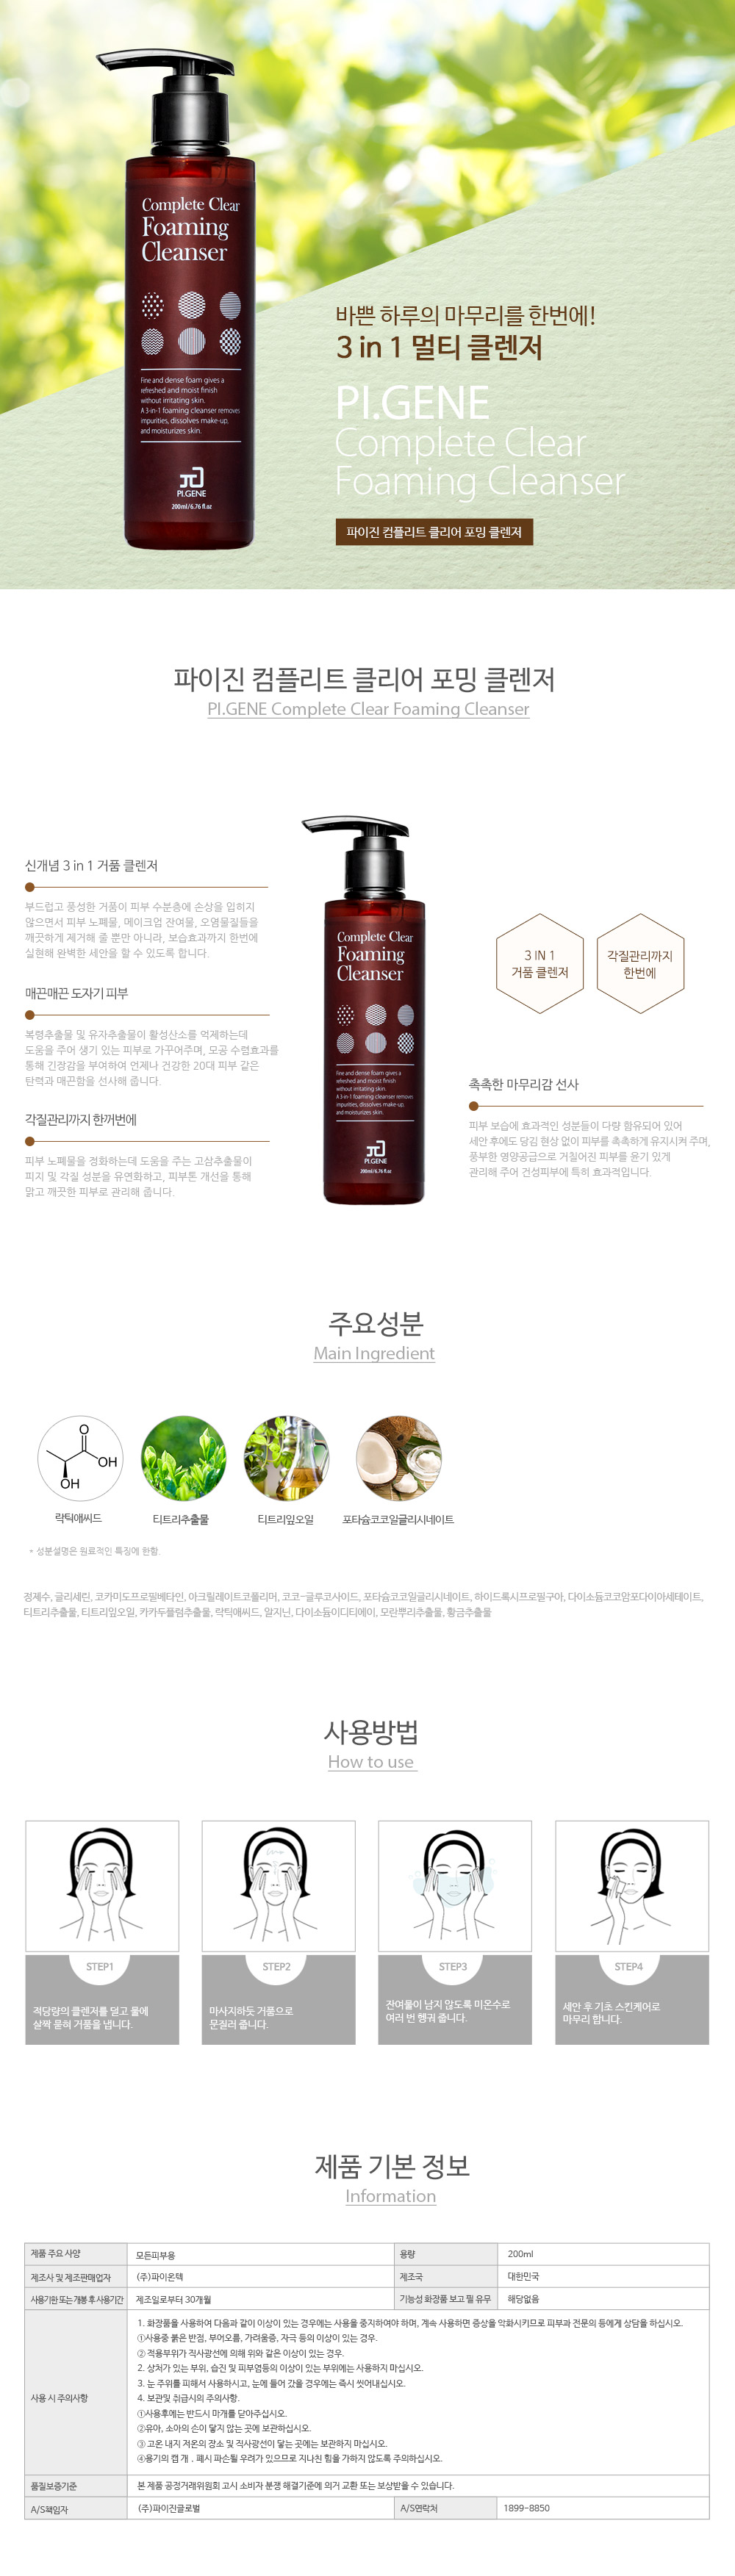 Complete Clear
Foaming
Cleanser
Fine and dense foam gives a
refreshed and moist finish
without irritating skin.
A 3-in-1 foaming cleanser removes
impurities, dissolves make-up,
and moisturizes skin.
PI.GENE
200ml/6.76 fl.oz
바쁜 하루의 마무리를 한번에!
3 in 1 멀티 클렌저
PI.GENE
Complete Clear
Foaming Cleanser
파이진 컴플리트 클리어 포밍 클렌저
파이진 컴플리트 클리어 포밍 클렌저
PI.GENE Complete Clear Foaming Cleanser
신개념 3 in 1 거품 클렌저
부드럽고 풍성한 거품이 피부 수분층에 손상을 입히지
않으면서 피부 노폐물, 메이크업 잔여물, 오염물질들을
깨끗하게 제거해 줄 뿐만 아니라, 보습효과까지 한번에
실현해 완벽한 세안을 할 수 있도록 합니다.
매끈매끈 도자기 피부
복령추출물 및 유자추출물이 활성산소를 억제하는데
도움을 주어 생기 있는 피부로 가꾸어주며, 모공 수렴효과를
통해 긴장감을 부여하여 언제나 건강한 20대 피부 같은
탄력과 매끈함을 선사해 줍니다.
각질관리까지 한꺼번에
피부 노폐물을 정화하는데 도움을 주는 고삼추출물이
피지 및 각질 성분을 유연화하고, 피부톤 개선을 통해
맑고 깨끗한 피부로 관리해 줍니다.
Complete Clear
Foaming
Cleanser
Fine and dense foam gives a
refreshed and moist finish
without irritating skin.
A 3-in-1 foaming cleanser removes
impurities, dissolves make-up,
and moisturizes skin.
PI.GENE
200ml/6.76 fl.oz
3 IN 1
거품 클렌저
각질관리까지
한번에
촉촉한 마무리감 선사
피부 보습에 효과적인 성분들이 다량 함유되어 있어
세안 후에도 당김 현상 없이 피부를 촉촉하게 유지시켜 주며,
풍부한 영양공급으로 거칠어진 피부를 윤기 있게
관리해 주어 건성피부에 특히 효과적입니다.
주요성분
Main Ingredient
O
OH
OH
락틱애씨드
티트리추출물
티트리잎오일
포타슘코코일글리시네이트
* 성분설명은 원료적인 특징에 한함.
정제수, 글리세린, 코카미도프로필베타인, 아크릴레이트코폴리머, 코코-글루코사이드, 포타슘코코일글리시네이트, 하이드록시프로필구아, 다이소듐코코암포다이아세테이트,
티트리추출물, 티트리잎오일, 카카두플럼추출물, 락틱애씨드, 알지닌, 다이소듐이디티에이, 모란뿌리추출물, 황금추출물
사용방법
How to use
STEP1
적당량의 클렌저를 덜고 물에
살짝 묻혀 거품을 냅니다.
STEP2
마사지하듯 거품으로
문질러 줍니다.
STEP3
잔여물이 남지 않도록 미온수로
여러 번 헹궈 줍니다.
STEP4
세안 후 기초 스킨케어로
마무리 합니다.
제품 기본 정보
Information
제품 주요 사양 모든피부용 용량 200ml
제조사 및 제조판매업자 (주)파이온텍 제조국 대한민국
사용기한 또는 개봉 후 사용기간 제조일로부터 30개월 기능성 화장품 보고 필 유무 해당없음
사용 시 주의사항
1. 화장품을 사용하여 다음과 같이 이상이 있는 경우에는 사용을 중지하여야 하며, 계속 사용하면 증상을 악화시키므로 피부과 전문의 등에게 상담을 하십시오.
①사용중 붉은 반점, 부어오름, 가려움증, 자극 등의 이상이 있는 경우.
② 적용부위가 직사광선에 의해 위와 같은 이상이 있는 경우.
2. 상처가 있는 부위, 습진 및 피부염등의 이상이 있는 부위에는 사용하지 마십시오.
3. 눈 주위를 피해서 사용하시고, 눈에 들어 갔을 경우에는 즉시 씻어내십시오.
4. 보관및 취급시의 주의사항.
①사용후에는 반드시 마개를 닫아주십시오.
②유아, 소아의 손이 닿지 않는 곳에 보관하십시오.
③ 고온 내지 저온의 장소 및 직사광선이 닿는 곳에는 보관하지 마십시오.
④용기의 캡 개 . 폐시 파손될 우려가 있으므로 지나친 힘을 가하지 않도록 주의하십시오.
품질보증기준 본 제품 공정거래위원회 고시 소비자 분쟁 해결기준에 의거 교환 또는 보상받을 수 있습니다.
A/S책임자 (주)파이진글로벌 A/S연락처 1899-8850